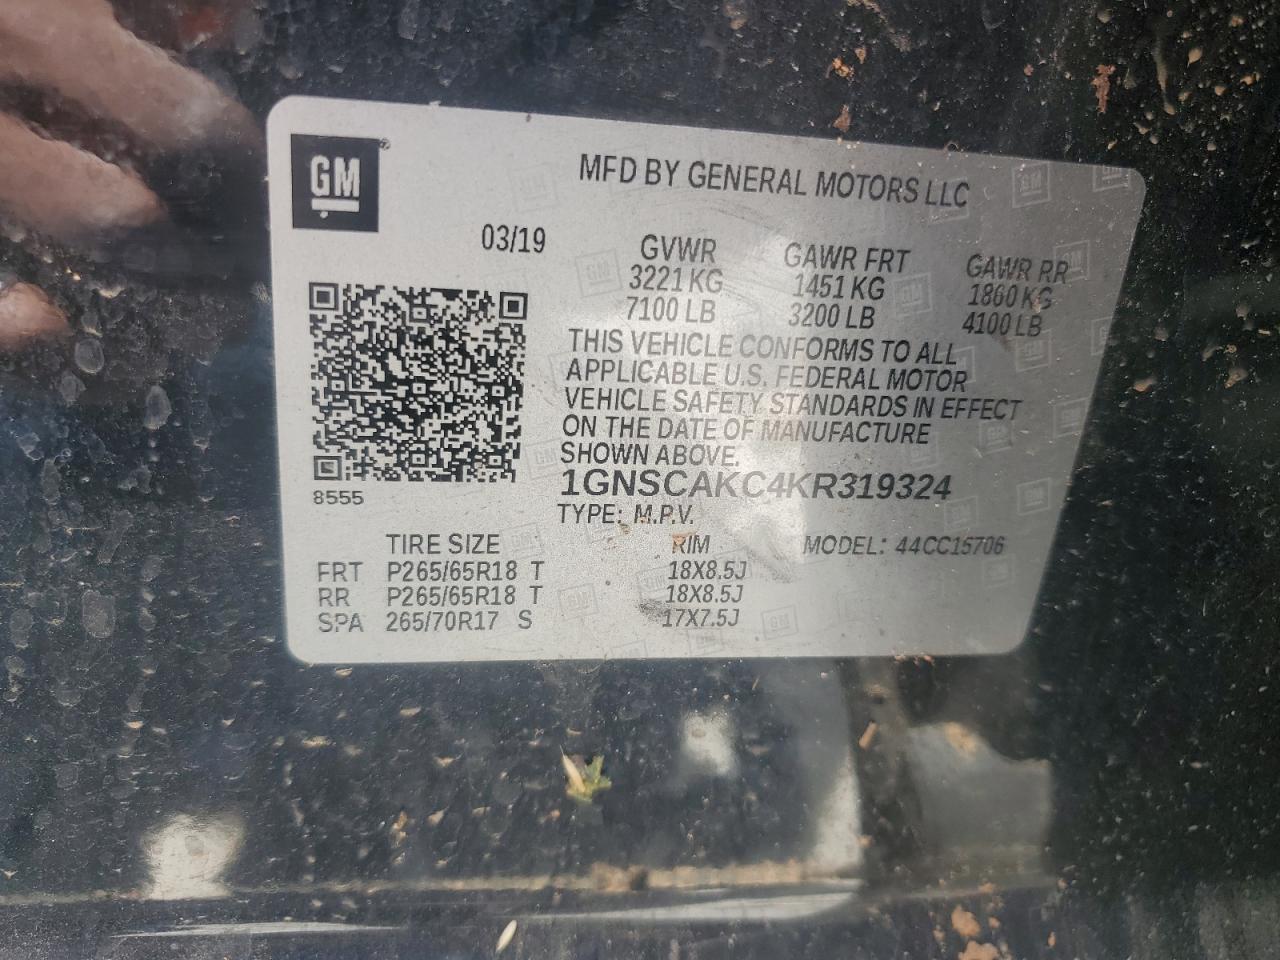 GM
MFD BY GENERAL MOTORS LLC
03/19
GVWR GAWR FRT GAWR RR
3221 KG 1451 KG 1860 KG
7100 LB 3200 LB 4100 LB
THIS VEHICLE CONFORMS TO ALL
APPLICABLE U.S. FEDERAL MOTOR
VEHICLE SAFETY STANDARDS IN EFFECT
ON THE DATE OF MANUFACTURE
SHOWN ABOVE.
8555
1GNSCAKC4KR319324
TYPE: M.P.V.
TIRE SIZE RIM MODEL: 44CC15706
FRT P265/65R18 T 18X8.5J
RR P265/65R18 T 18X8.5J
SPA 265/70R17 S 17X7.5J